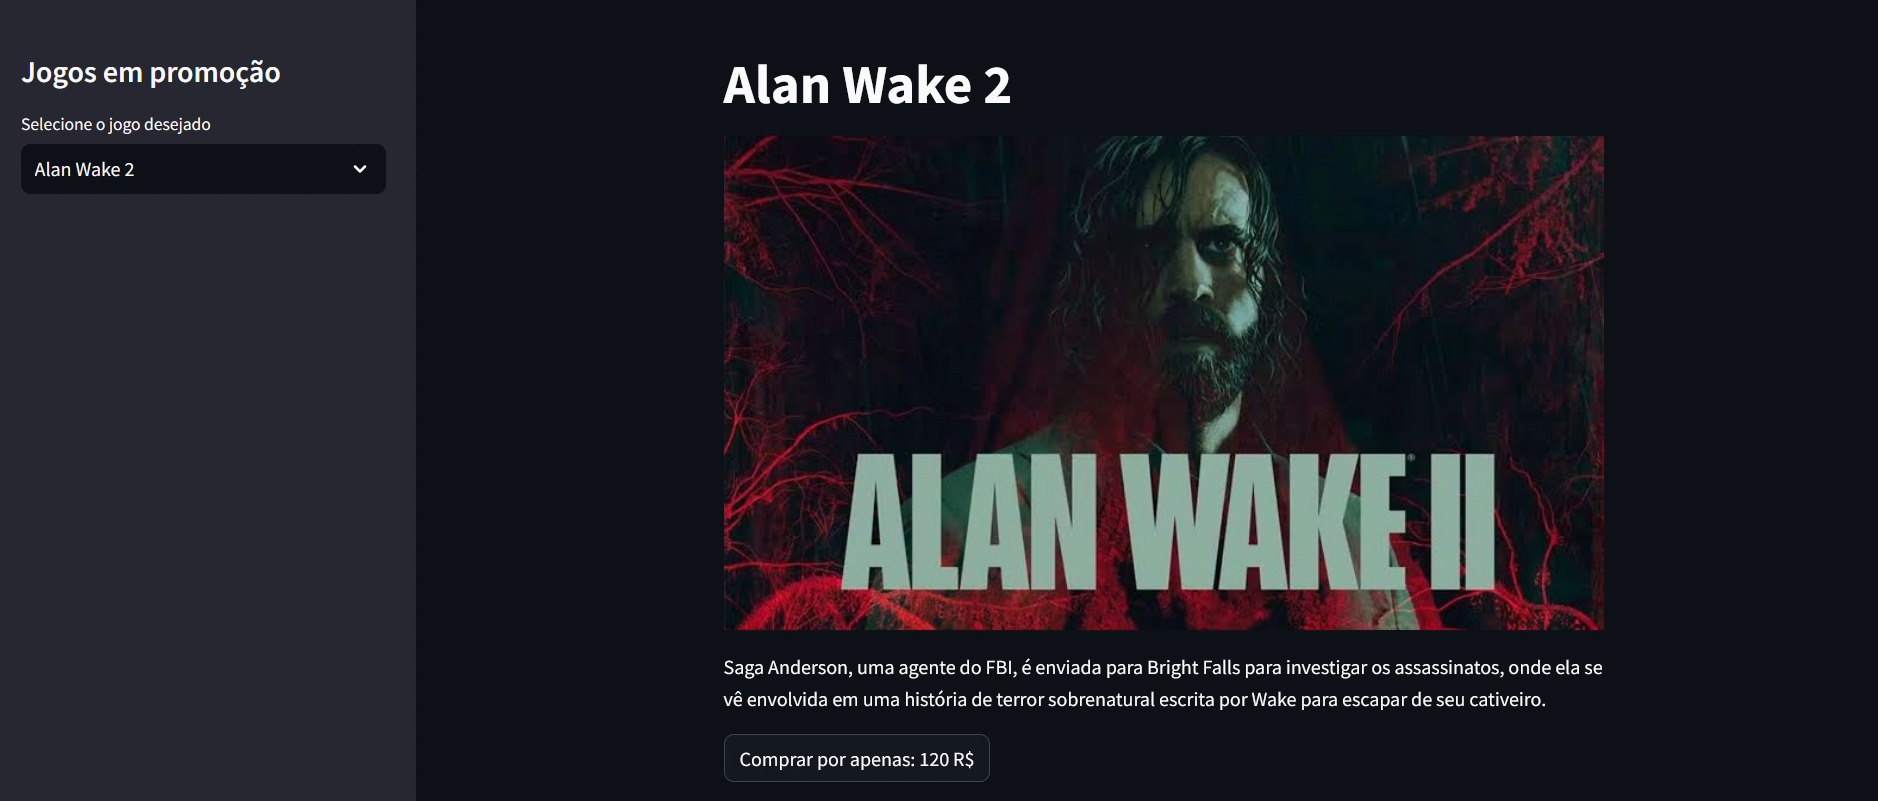 Jogos em promoção
Selecione o jogo desejado
Alan Wake 2
Alan Wake 2
ALAN WAKE II
Saga Anderson, uma agente do FBI, é enviada para Bright Falls para investigar os assassinatos, onde ela se
vê envolvida em uma história de terror sobrenatural escrita por Wake para escapar de seu cativeiro.
Comprar por apenas: 120 R$